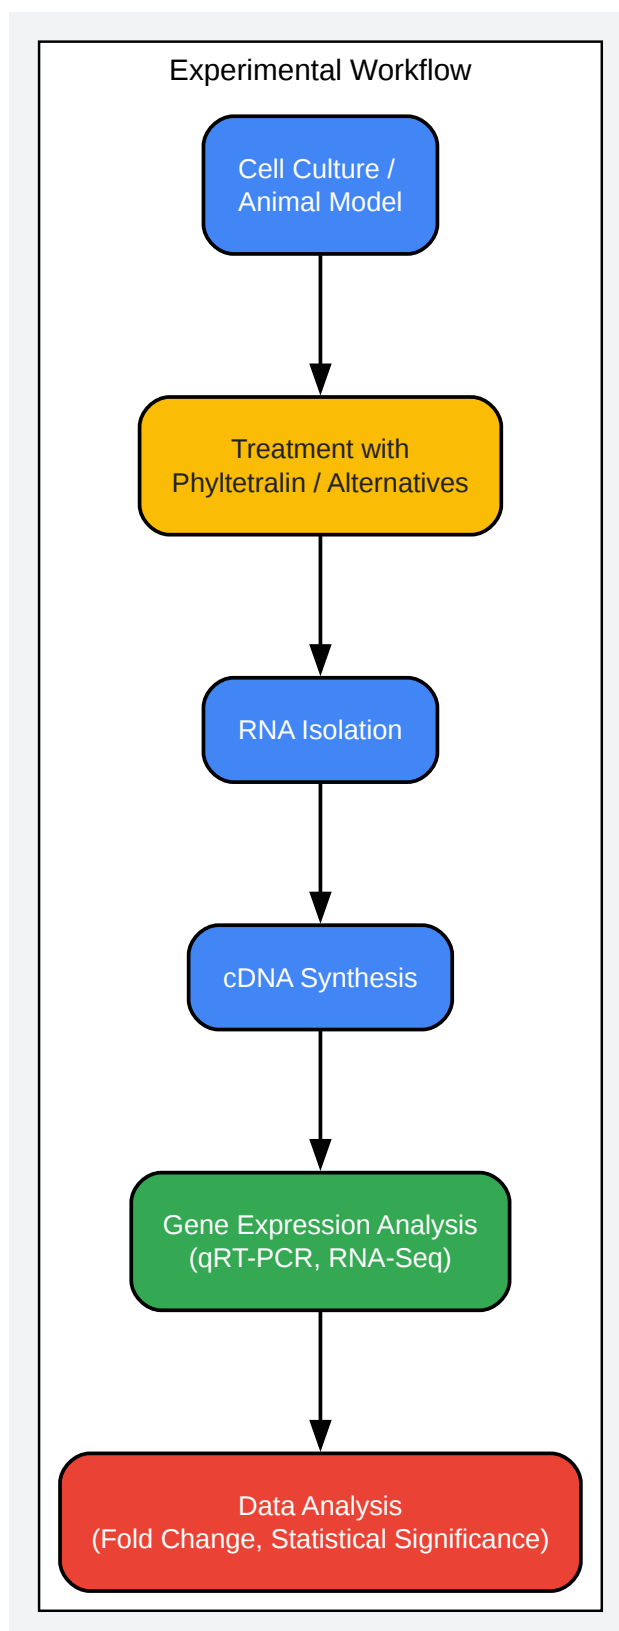 Experimental Workflow
Cell Culture /
Animal Model
Treatment with
Phyltetralin / Alternatives
RNA Isolation
cDNA Synthesis
Gene Expression Analysis
(qRT-PCR, RNA-Seq)
Data Analysis
(Fold Change, Statistical Significance)